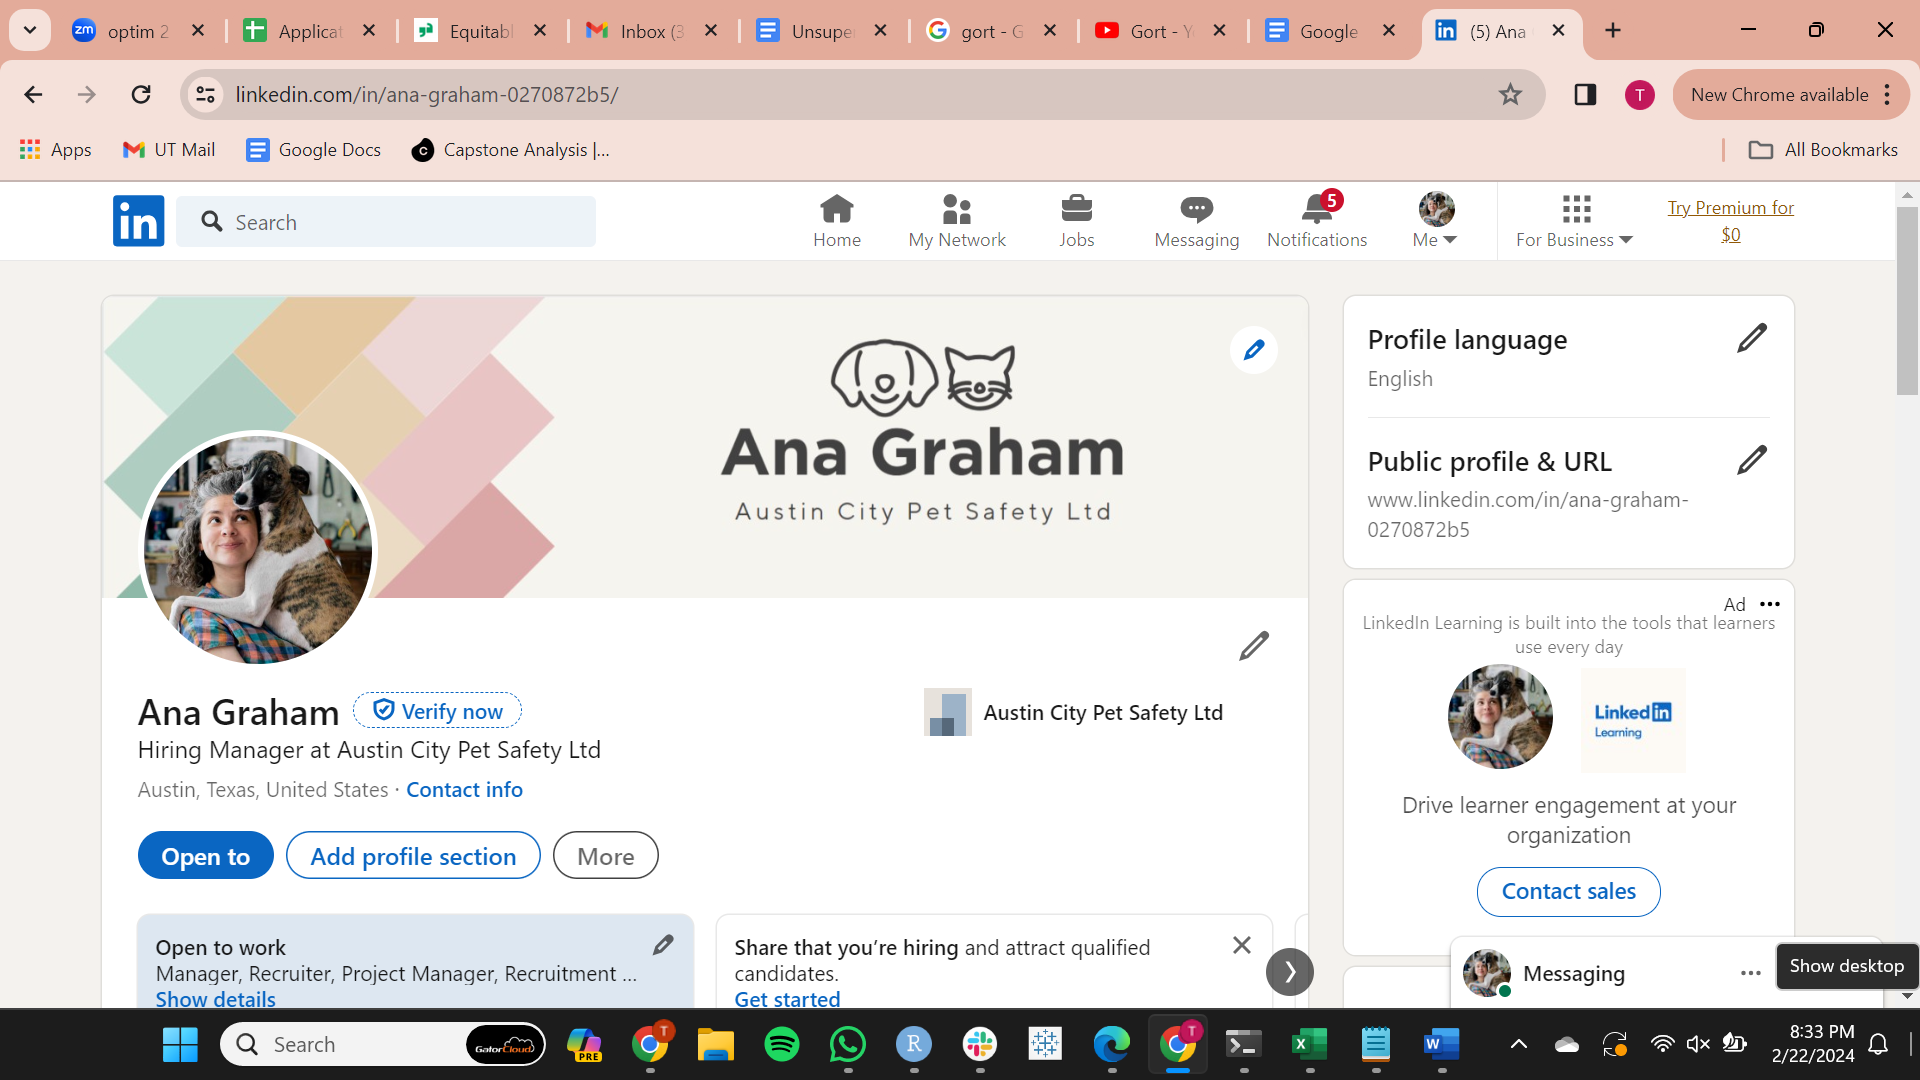 zm optim 2
Applicat
Equitabl
Inbox (3
Unsuper
gort - G
Gort - Y
Google
in (5) Ana
linkedin.com/in/ana-graham-0270872b5/
T
New Chrome available
Apps
UT Mail
Google Docs
C Capstone Analysis |...
All Bookmarks
in
Search
Home
My Network
Jobs
Messaging
5
Notifications
Me
For Business
Try Premium for
$0
Ana Graham
Austin City Pet Safety Ltd
Profile language
English
Public profile & URL
www.linkedin.com/in/ana-graham-
0270872b5
Ana Graham
Verify now
Hiring Manager at Austin City Pet Safety Ltd
Austin, Texas, United States · Contact info
Austin City Pet Safety Ltd
Open to
Add profile section
More
Open to work
Manager, Recruiter, Project Manager, Recruitment ...
Show details
Share that you're hiring and attract qualified
candidates.
Get started
Ad
LinkedIn Learning is built into the tools that learners
use every day
Linked in
Learning
Drive learner engagement at your
organization
Contact sales
Messaging
Show desktop
Search
GatorCloud
PRE
T
R
T
X
W
8:33 PM
2/22/2024